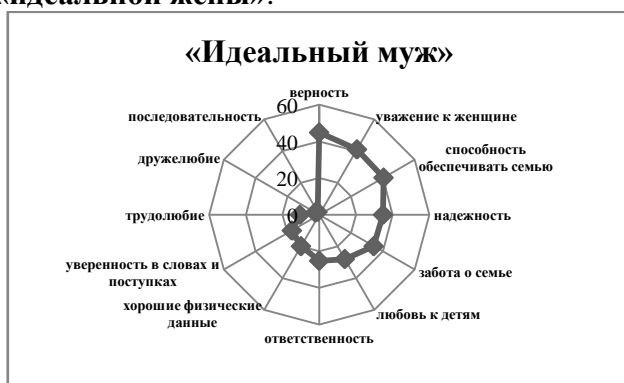 «идеальной жены».
«Идеальный муж»
верность
уважение к женщине
способность
обеспечивать семью
надежность
забота о семье
любовь к детям
ответственность
хорошие физические
данные
уверенность в словах и
поступках
трудолюбие
дружелюбие
последовательность
60
40
20
0